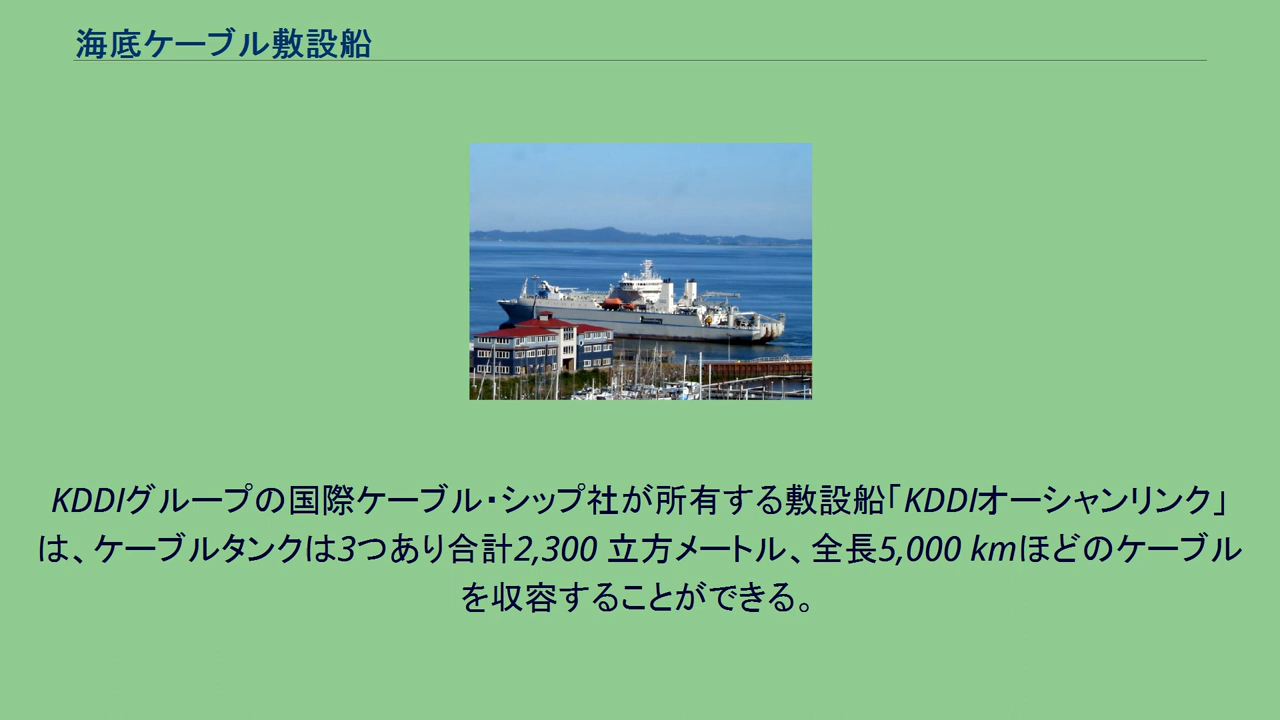 海底ケーブル敷設船
KDDIグループの国際ケーブル・シップ社が所有する敷設船「KDDIオーシャンリンク」
は、ケーブルタンクは3つあり合計2,300 立方メートル、全長5,000 kmほどのケーブル
を収容することができる。